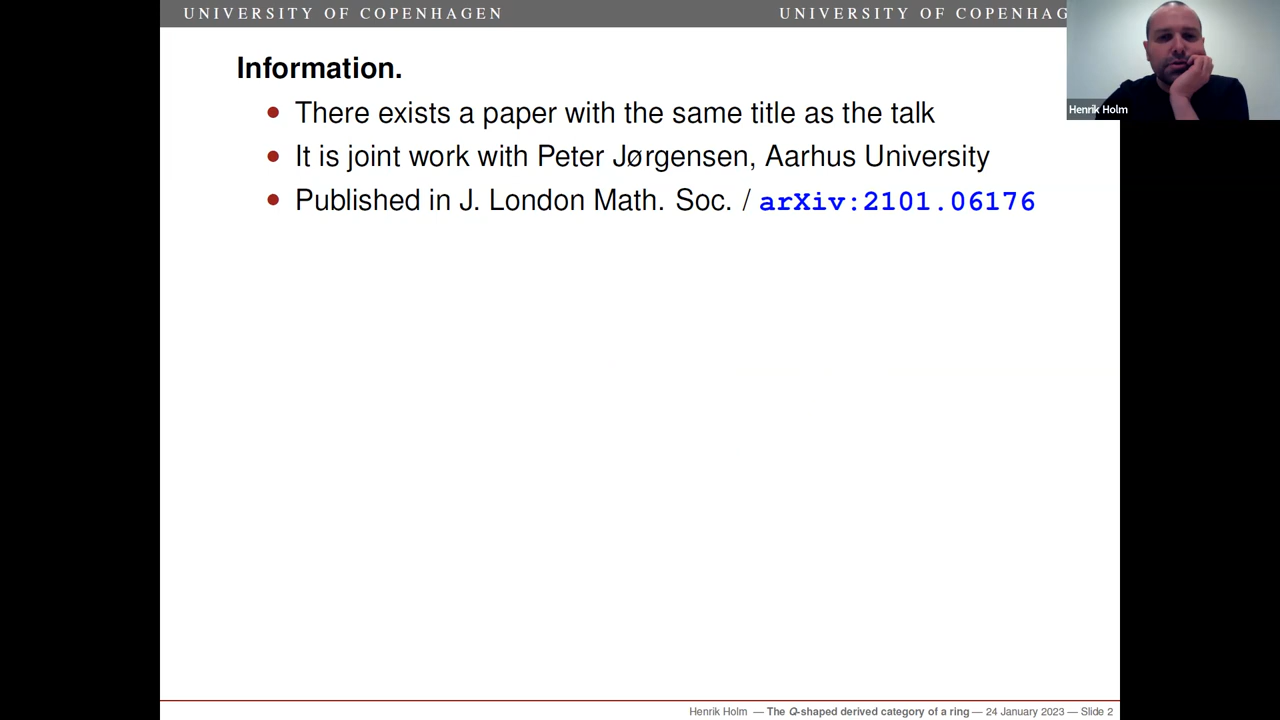 UNIVERSITY OF COPENHAGEN UNIVERSITY OF COPENHAG
Henrik Holm
Information.
• There exists a paper with the same title as the talk
• It is joint work with Peter Jørgensen, Aarhus University
• Published in J. London Math. Soc. / arXiv:2101.06176
Henrik Holm — The Q-shaped derived category of a ring — 24 January 2023 — Slide 2